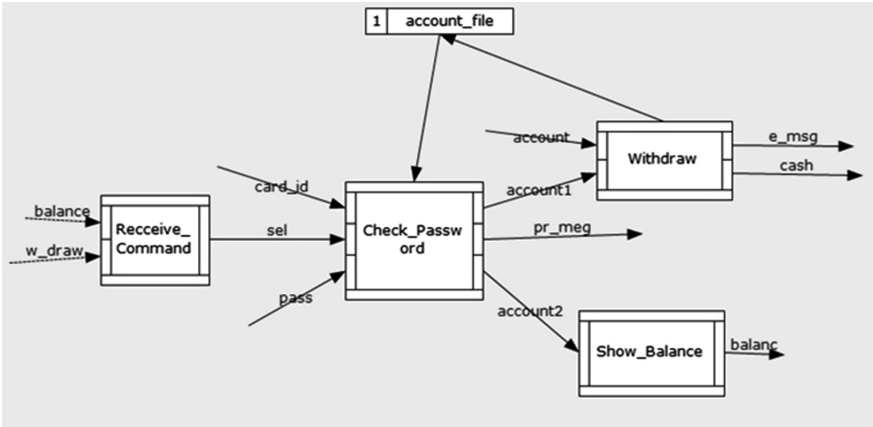 1 account_file
account
e_msg
Withdraw
cash
card_id
account1
balance
Recceive_
Command
sel
Check_Passw
ord
pr_meg
w_draw
pass
account2
Show_Balance
balanc